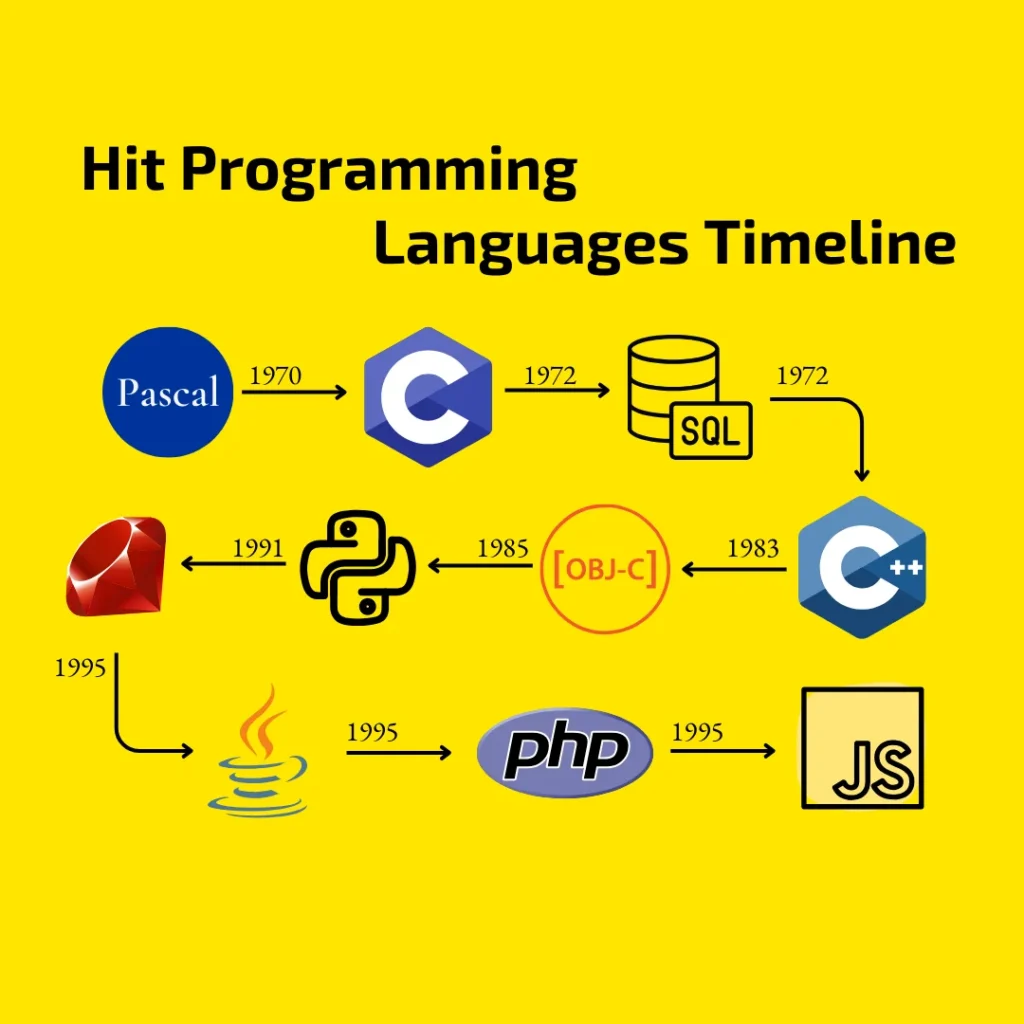 Hit Programming
Languages Timeline
Pascal
1970
C
1972
SQL
1972
C++
1983
[OBJ-C]
1985
1991
1995
1995
php
1995
JS